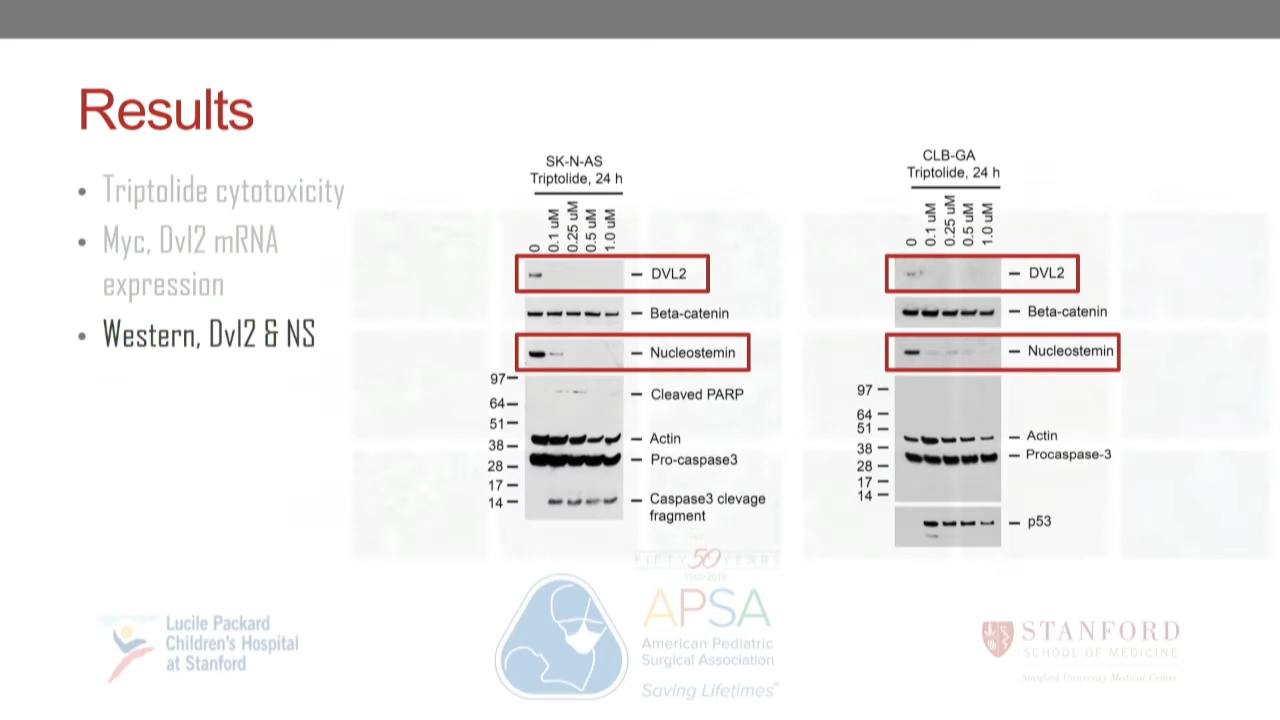 Results
• Triptolide cytotoxicity
• Myc, Dvl2 mRNA
expression
• Western, Dvl2 & NS
SK-N-AS
Triptolide, 24 h
0
0.1 uM
0.25 uM
0.5 uM
1.0 uM
DVL2
Beta-catenin
Nucleostemin
97
64
51
38
28
17
14
Cleaved PARP
Actin
Pro-caspase3
Caspase3 clevage
fragment
CLB-GA
Triptolide, 24 h
0
0.1 uM
0.25 uM
0.5 uM
1.0 uM
DVL2
Beta-catenin
Nucleostemin
97
64
51
38
28
17
14
Actin
Procaspase-3
p53
Lucile Packard
Children's Hospital
at Stanford
FIFTY 50 YEARS
APSA
American Pediatric
Surgical Association
Saving Lifetimes™
STANFORD
SCHOOL OF MEDICINE
Stanford University Medical Center